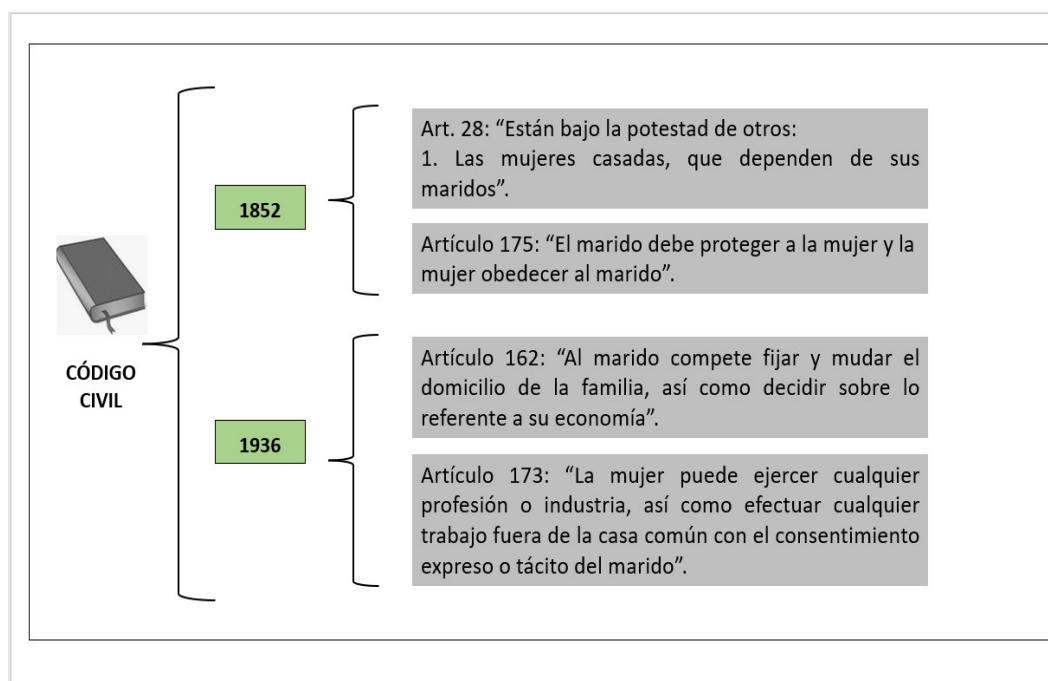 CÓDIGO
CIVIL
1852
Art. 28: “Están bajo la potestad de otros:
1. Las mujeres casadas, que dependen de sus
maridos”.
Artículo 175: “El marido debe proteger a la mujer y la
mujer obedecer al marido”.
1936
Artículo 162: “Al marido compete fijar y mudar el
domicilio de la familia, así como decidir sobre lo
referente a su economía”.
Artículo 173: “La mujer puede ejercer cualquier
profesión o industria, así como efectuar cualquier
trabajo fuera de la casa común con el consentimiento
expreso o tácito del marido”.